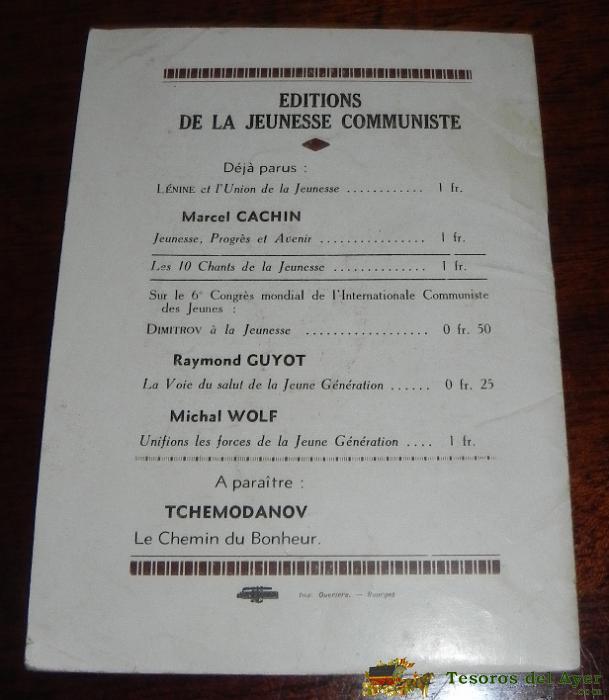 EDITIONS
DE LA JEUNESSE COMMUNISTE
Déjà parus :
LÉNINE et l'Union de la Jeunesse ............ 1 fr.
Marcel CACHIN
Jeunesse, Progrès et Avenir ................ 1 fr.
Les 10 Chants de la Jeunesse .............. 1 fr.
Sur le 6e Congrès mondial de l'Internationale Communiste
des Jeunes :
DIMITROV à la Jeunesse .................. 0 fr. 50
Raymond GUYOT
La Voie du salut de la Jeune Génération ...... 0 fr. 25
Michal WOLF
Unifions les forces de la Jeune Génération .... 1 fr.
A paraître :
TCHEMODANOV
Le Chemin du Bonheur.
Imp. Ouvrière. — Bourges
Tesoros del Ayer
.com